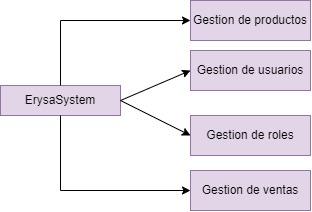 Gestion de productos
Gestion de usuarios
ErysaSystem
Gestion de roles
Gestion de ventas